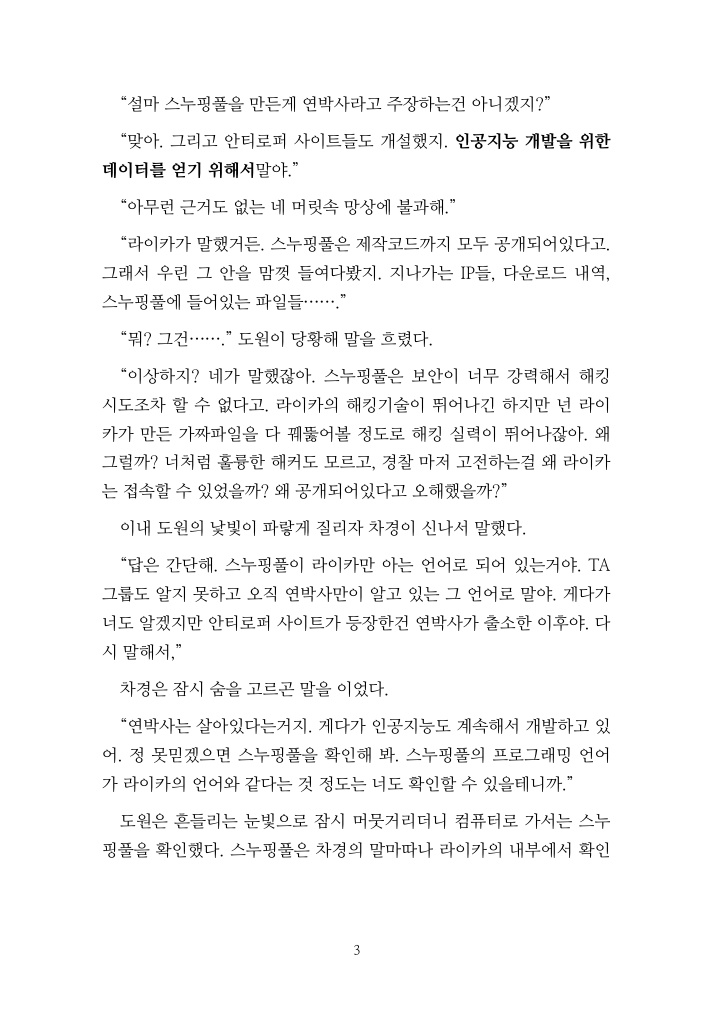 “설마 스누핑풀을 만든게 연박사라고 주장하는건 아니겠지?”
“맞아. 그리고 안티로퍼 사이트들도 개설했지. 인공지능 개발을 위한
데이터를 얻기 위해서말야.”
“아무런 근거도 없는 네 머릿속 망상에 불과해.”
“라이카가 말했거든. 스누핑풀은 제작코드까지 모두 공개되어있다고.
그래서 우린 그 안을 맘껏 들여다봤지. 지나가는 IP들, 다운로드 내역,
스누핑풀에 들어있는 파일들…….”
“뭐? 그건…….” 도원이 당황해 말을 흐렸다.
“이상하지? 네가 말했잖아. 스누핑풀은 보안이 너무 강력해서 해킹
시도조차 할 수 없다고. 라이카의 해킹기술이 뛰어나긴 하지만 넌 라이
카가 만든 가짜파일을 다 꿰뚫어볼 정도로 해킹 실력이 뛰어나잖아. 왜
그럴까? 너처럼 훌륭한 해커도 모르고, 경찰 마저 고전하는걸 왜 라이카
는 접속할 수 있었을까? 왜 공개되어있다고 오해했을까?”
이내 도원의 낯빛이 파랗게 질리자 차경이 신나서 말했다.
“답은 간단해. 스누핑풀이 라이카만 아는 언어로 되어 있는거야. TA
그룹도 알지 못하고 오직 연박사만이 알고 있는 그 언어로 말야. 게다가
너도 알겠지만 안티로퍼 사이트가 등장한건 연박사가 출소한 이후야. 다
시 말해서,”
차경은 잠시 숨을 고르곤 말을 이었다.
“연박사는 살아있다는거지. 게다가 인공지능도 계속해서 개발하고 있
어. 정 못믿겠으면 스누핑풀을 확인해 봐. 스누핑풀의 프로그래밍 언어
가 라이카의 언어와 같다는 것 정도는 너도 확인할 수 있을테니까.”
도원은 흔들리는 눈빛으로 잠시 머뭇거리더니 컴퓨터로 가서는 스누
핑풀을 확인했다. 스누핑풀은 차경의 말마따나 라이카의 내부에서 확인
3